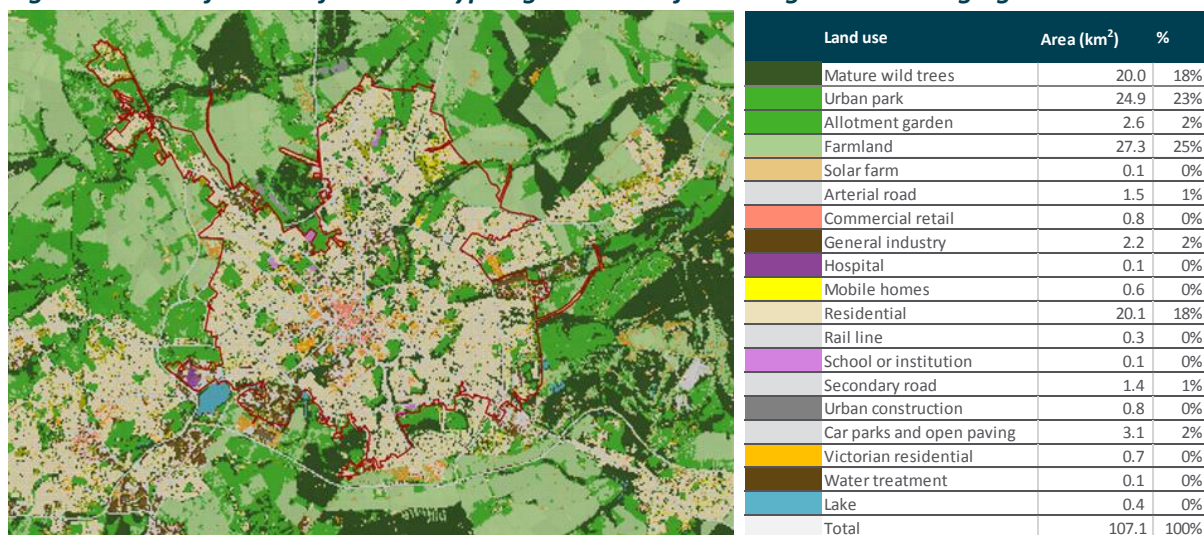 Land use Area (km²) %
Mature wild trees 20.0 18%
Urban park 24.9 23%
Allotment garden 2.6 2%
Farmland 27.3 25%
Solar farm 0.1 0%
Arterial road 1.5 1%
Commercial retail 0.8 0%
General industry 2.2 2%
Hospital 0.1 0%
Mobile homes 0.6 0%
Residential 20.1 18%
Rail line 0.3 0%
School or institution 0.1 0%
Secondary road 1.4 1%
Urban construction 0.8 0%
Car parks and open paving 3.1 2%
Victorian residential 0.7 0%
Water treatment 0.1 0%
Lake 0.4 0%
Total 107.1 100%